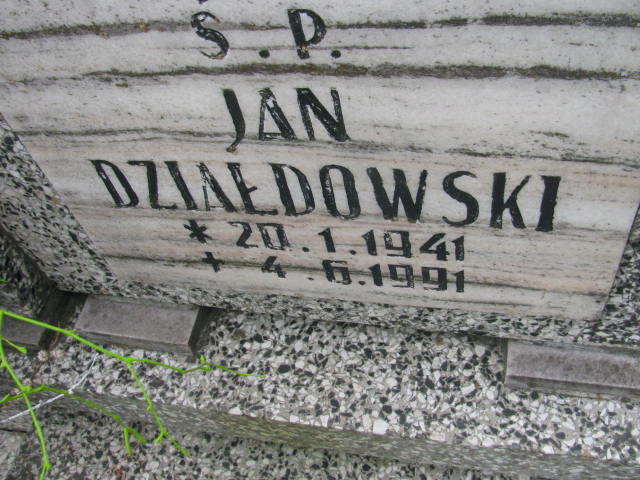 Ś.P.
JAN
DZIAŁDOWSKI
* 20.1.1941
+ 4.6.1991